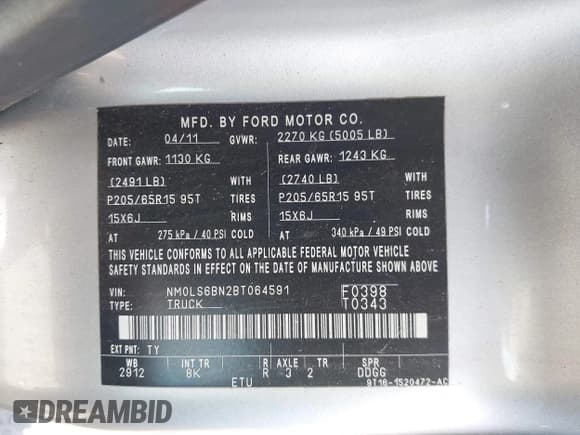 MFD. BY FORD MOTOR CO.
DATE: 04/11 GVWR: 2270 KG (5005 LB)
FRONT GAWR: 1130 KG REAR GAWR: 1243 KG
(2491 LB) WITH (2740 LB) WITH
P205/65R15 95T TIRES P205/65R15 95T TIRES
15X6J RIMS 15X6J RIMS
AT 275 kPa / 40 PSI COLD AT 340 kPa / 49 PSI COLD
THIS VEHICLE CONFORMS TO ALL APPLICABLE FEDERAL MOTOR VEHICLE
SAFETY STANDARDS IN EFFECT ON THE DATE OF MANUFACTURE SHOWN ABOVE.
VIN: NM0LS6BN2BT064591 F0398
TYPE: TRUCK T0343
EXT PNT: TY
WB INT TR R AXLE TR SPR
2912 8K R 3 2 DDGG
ETU 9T16-1520472-AC
DREAMBID